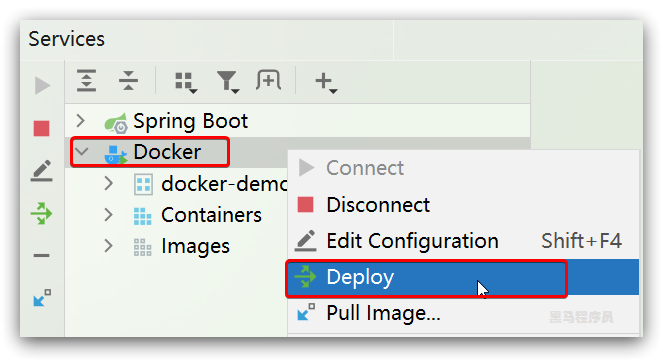 Services
Spring Boot
Docker
docker-demo
Containers
Images
Connect
Disconnect
Edit Configuration Shift+F4
Deploy
Pull Image...
黑马程序员